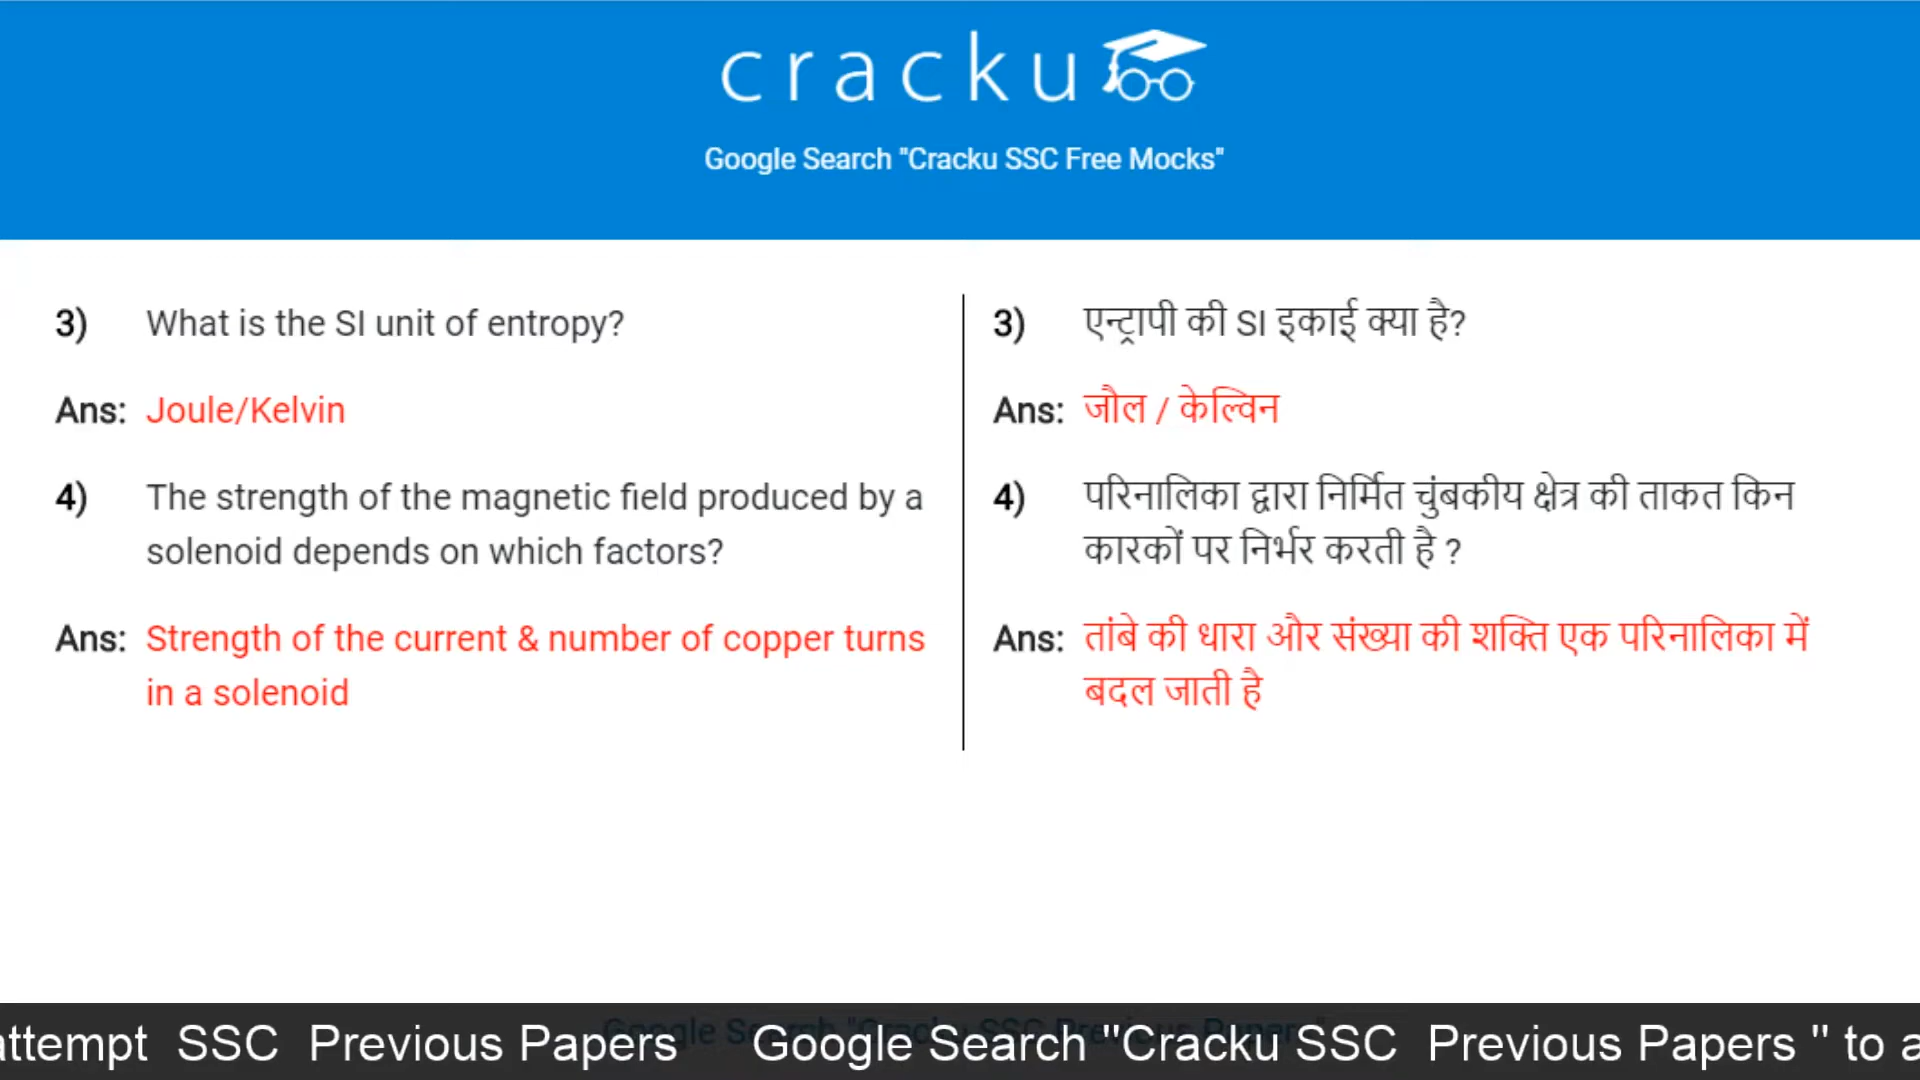 cracku
Google Search "Cracku SSC Free Mocks"
3) What is the SI unit of entropy?
Ans: Joule/Kelvin
4) The strength of the magnetic field produced by a
solenoid depends on which factors?
Ans: Strength of the current & number of copper turns
in a solenoid
3) एन्ट्रापी की SI इकाई क्या है?
Ans: जौल / केल्विन
4) परिनालिका द्वारा निर्मित चुंबकीय क्षेत्र की ताकत किन
कारकों पर निर्भर करती है ?
Ans: तांबे की धारा और संख्या की शक्ति एक परिनालिका में
बदल जाती है
attempt SSC Previous Papers Google Search "Cracku SSC Previous Papers " to a